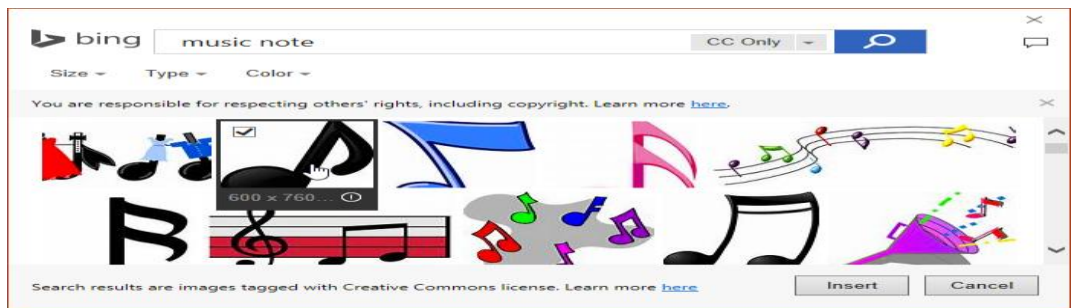 bing music note CC Only
Size Type Color
You are responsible for respecting others' rights, including copyright. Learn more here.
600 x 760...
Search results are images tagged with Creative Commons license. Learn more here Insert Cancel